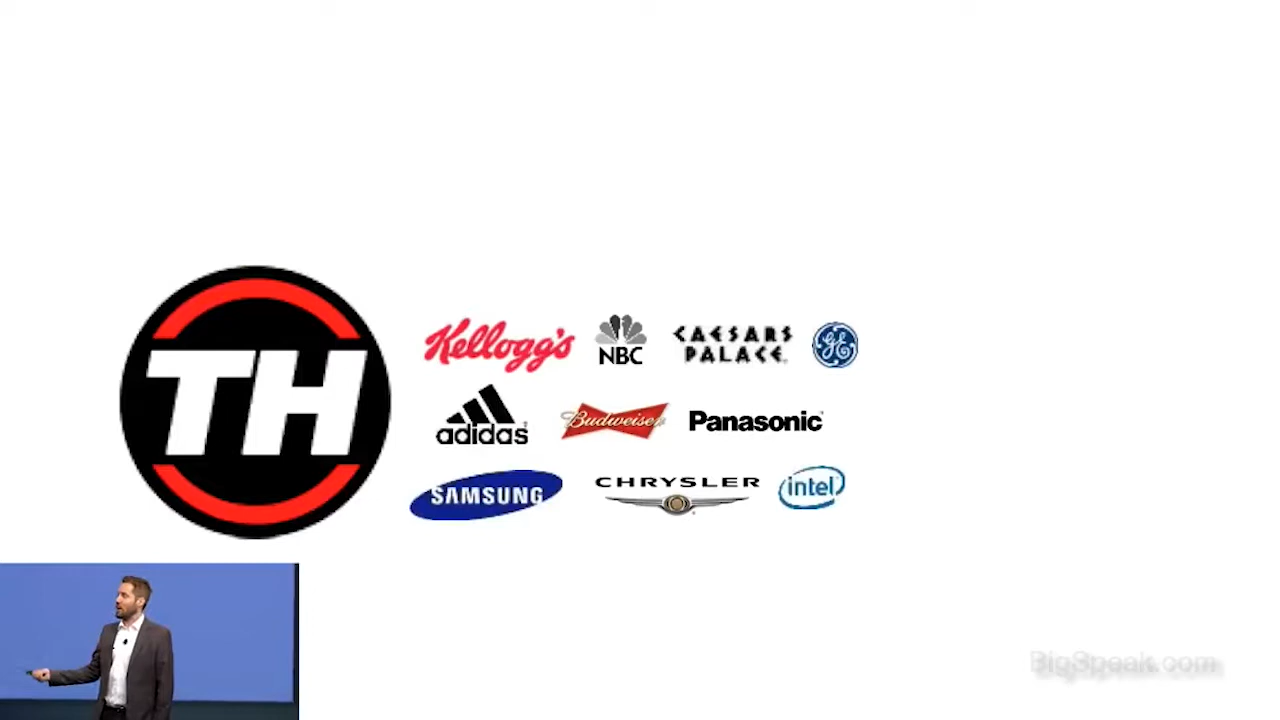 TH
Kellogg's
NBC
CAESARS
PALACE
GE
adidas
Budweiser
Panasonic
SAMSUNG
CHRYSLER
intel
BigSpeak.com